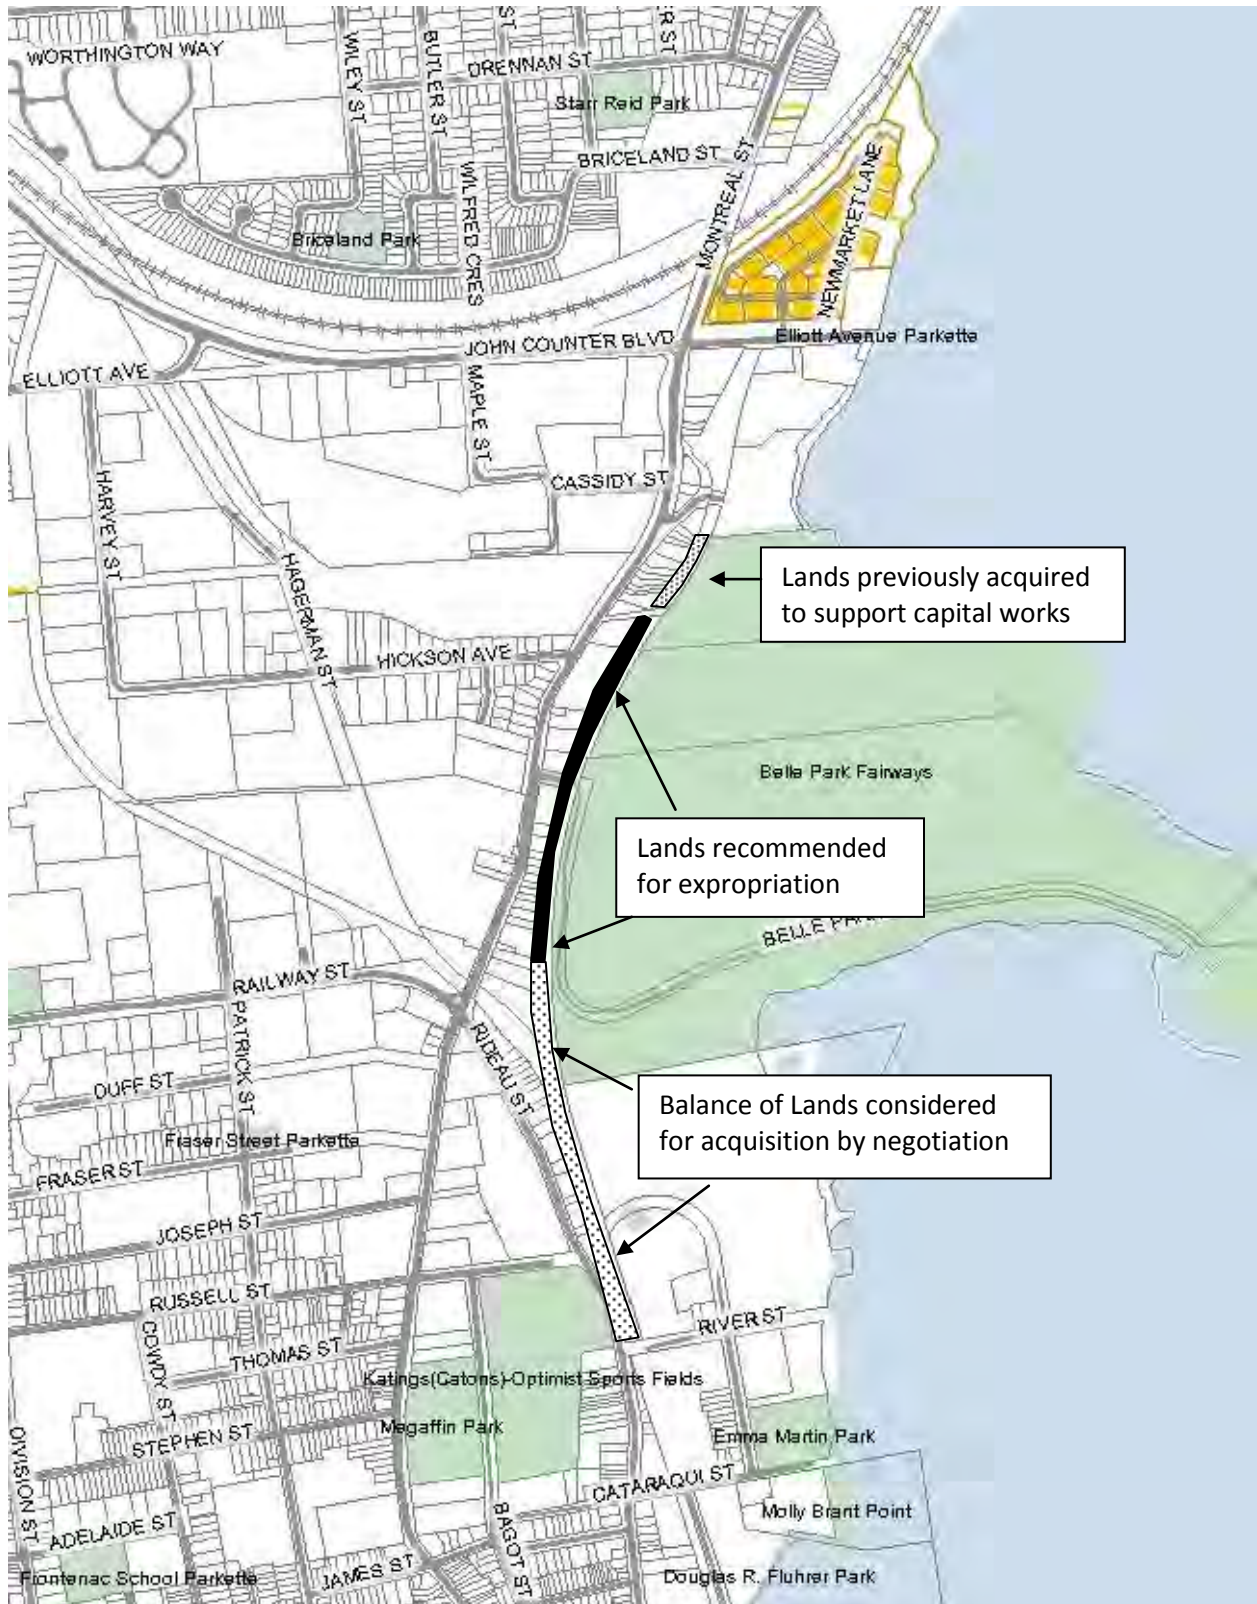 WORTHINGTON WAY
WILEY ST
BUTLER ST
ST
ER ST
DRENNAN ST
Starr Reid Park
BRICELAND ST
MONTREAL ST
NEWMARKET LANE
WILFRED CRES
Briceland Park
JOHN COUNTER BLVD
Elliott Avenue Parkette
ELLIOTT AVE
MAPLE ST
CASSIDY ST
HARVEY ST
HAGERMAN ST
Lands previously acquired
to support capital works
HICKSON AVE
Belle Park Fairways
Lands recommended
for expropriation
BELLE PAR
RAILWAY ST
PATRICK ST
RIDEAU ST
DUFF ST
Balance of Lands considered
for acquisition by negotiation
Fraser Street Parkette
FRASER ST
JOSEPH ST
RUSSELL ST
RIVER ST
COWDY ST
THOMAS ST
Katings(Catons)-Optimist Sports Fields
Megaffin Park
STEPHEN ST
Emma Martin Park
DIVISION ST
CATARAQUI ST
BAGOT ST
Molly Brant Point
ADELAIDE ST
JAMES ST
Frontenac School Parkette
Douglas R. Fluhrer Park